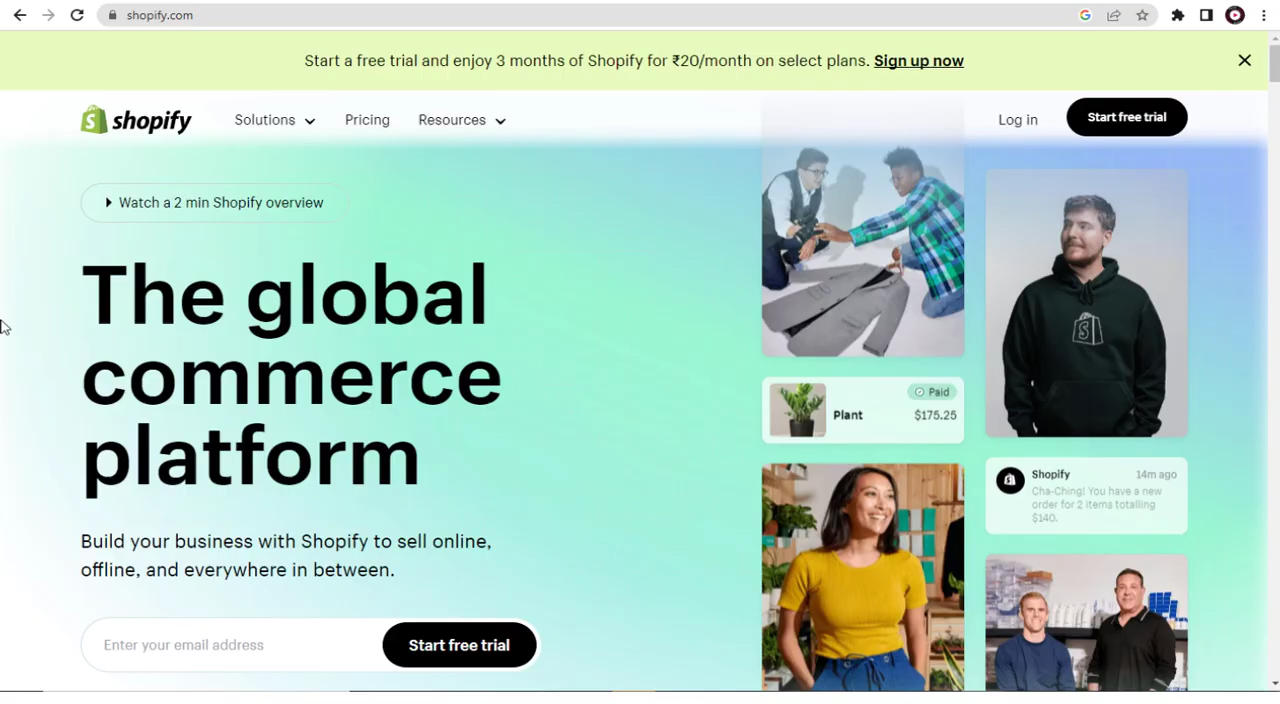 shopify.com
Start a free trial and enjoy 3 months of Shopify for ₹20/month on select plans. Sign up now
shopify
Solutions
Pricing
Resources
Log in
Start free trial
Watch a 2 min Shopify overview
The global
commerce
platform
Build your business with Shopify to sell online,
offline, and everywhere in between.
Enter your email address
Start free trial
Paid
Plant
$175.25
Shopify
14m ago
Cha-Ching! You have a new
order for 2 items totalling
$140.